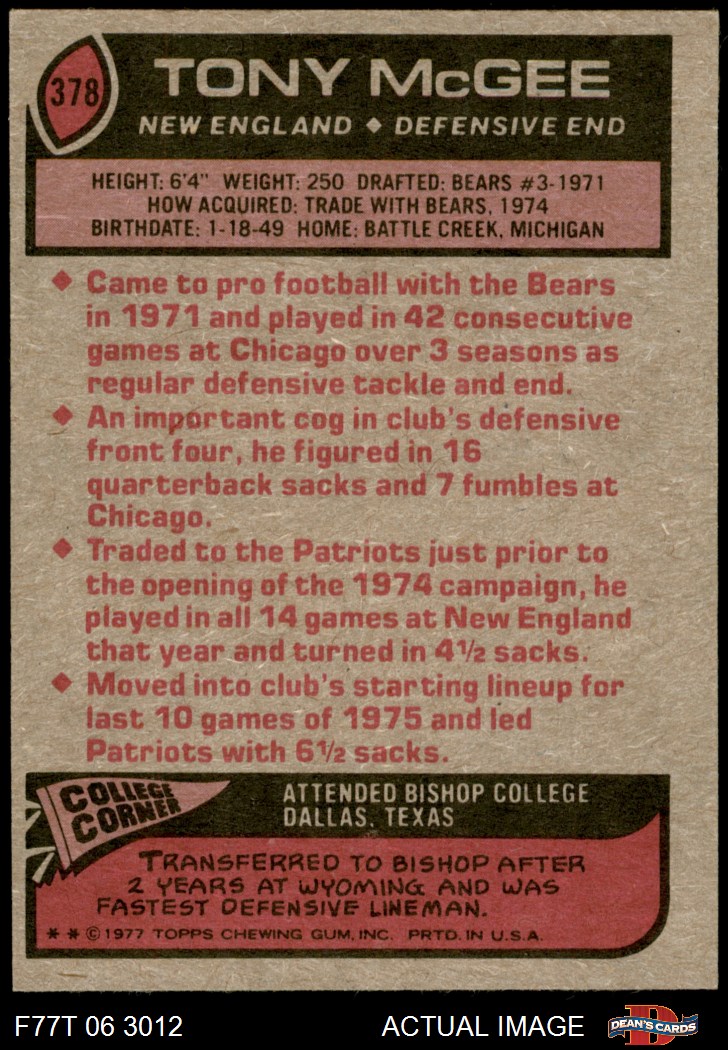 378
TONY McGEE
NEW ENGLAND ◆ DEFENSIVE END
HEIGHT: 6'4" WEIGHT: 250 DRAFTED: BEARS #3-1971
HOW ACQUIRED: TRADE WITH BEARS, 1974
BIRTHDATE: 1-18-49 HOME: BATTLE CREEK, MICHIGAN
◆ Came to pro football with the Bears
in 1971 and played in 42 consecutive
games at Chicago over 3 seasons as
regular defensive tackle and end.
◆ An important cog in club's defensive
front four, he figured in 16
quarterback sacks and 7 fumbles at
Chicago.
◆ Traded to the Patriots just prior to
the opening of the 1974 campaign, he
played in all 14 games at New England
that year and turned in 4½ sacks.
◆ Moved into club's starting lineup for
last 10 games of 1975 and led
Patriots with 6½ sacks.
COLLEGE
CORNER
ATTENDED BISHOP COLLEGE
DALLAS, TEXAS
TRANSFERRED TO BISHOP AFTER
2 YEARS AT WYOMING AND WAS
FASTEST DEFENSIVE LINEMAN.
* * © 1977 TOPPS CHEWING GUM, INC. PRTD. IN U.S.A.
F77T 06 3012
ACTUAL IMAGE
D
DEAN'S CARDS